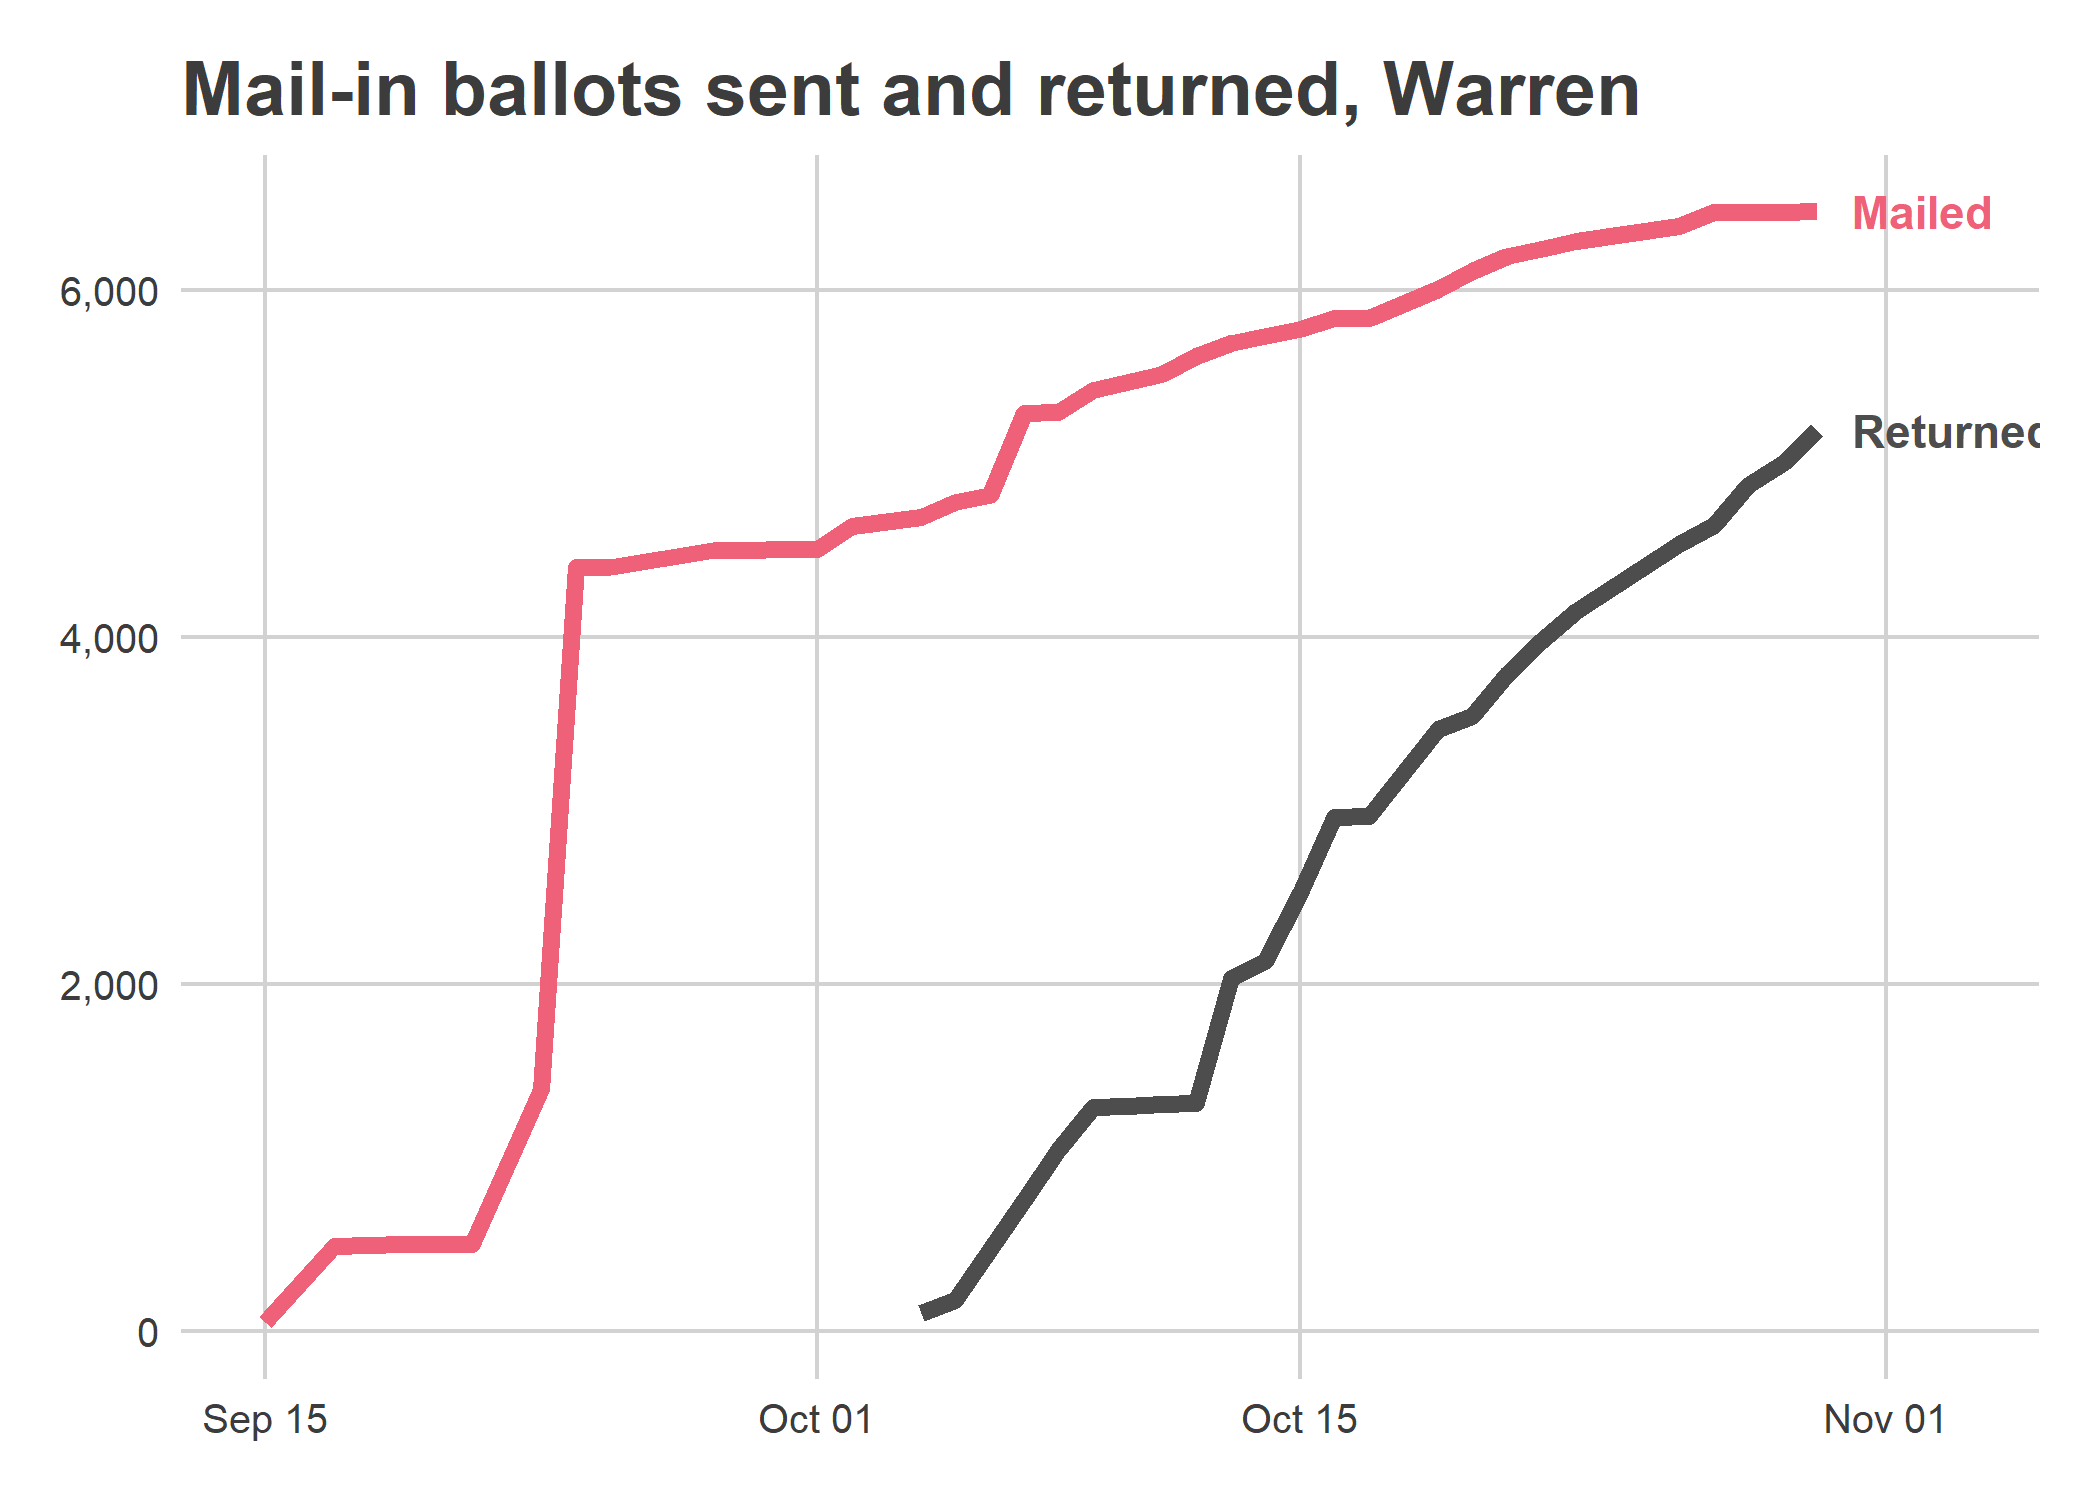 Mail-in ballots sent and returned, Warren
Mailed
6,000
Returned
4,000
2,000
0
Sep 15
Oct 01
Oct 15
Nov 01